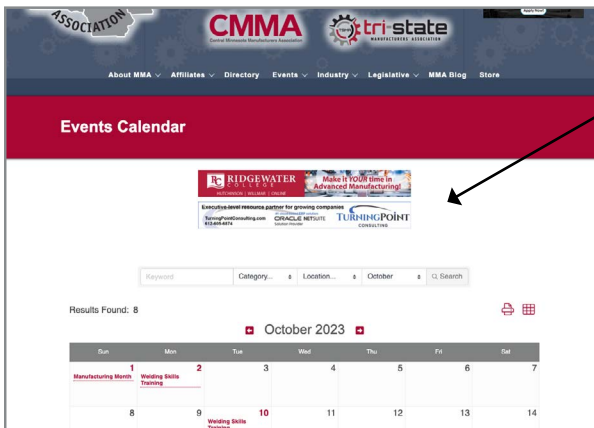 ASSOCIATION
CMMA
Central Minnesota Manufacturers Association
tri-state
MANUFACTURERS' ASSOCIATION
Apply Now!
About MMA Affiliates Directory Events Industry Legislative MMA Blog Store
Events Calendar
RC RIDGEWATER
COLLEGE
HUTCHINSON | WILLMAR | ONLINE
Make it YOUR time in
Advanced Manufacturing!
Executive-level resource partner for growing companies
TurningPointConsulting.com
612-605-6074
ORACLE NETSUITE
Solution Provider
TURNINGPOINT
CONSULTING
Keyword Category... Location... October Search
Results Found: 8
October 2023
Sun Mon Tue Wed Thu Fri Sat
1 2 3 4 5 6 7
Manufacturing Month Welding Skills
Training
8 9 10 11 12 13 14
Welding Skills
Training